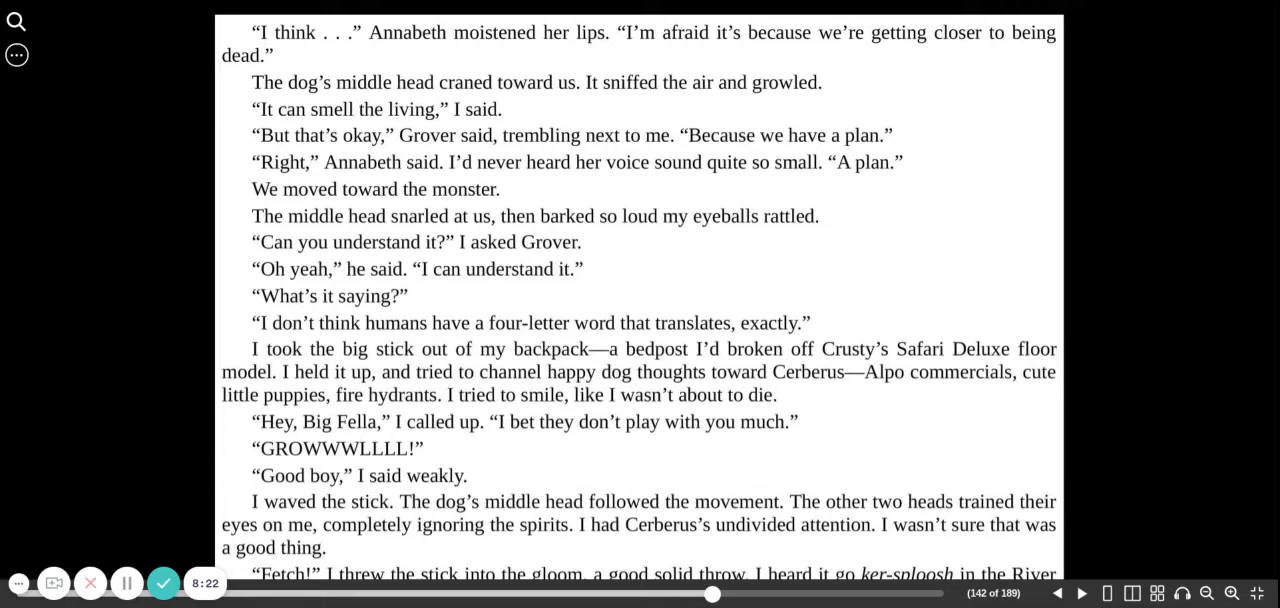 “I think . . .” Annabeth moistened her lips. “I’m afraid it’s because we’re getting closer to being
dead.”
The dog’s middle head craned toward us. It sniffed the air and growled.
“It can smell the living,” I said.
“But that’s okay,” Grover said, trembling next to me. “Because we have a plan.”
“Right,” Annabeth said. I’d never heard her voice sound quite so small. “A plan.”
We moved toward the monster.
The middle head snarled at us, then barked so loud my eyeballs rattled.
“Can you understand it?” I asked Grover.
“Oh yeah,” he said. “I can understand it.”
“What’s it saying?”
“I don’t think humans have a four-letter word that translates, exactly.”
I took the big stick out of my backpack—a bedpost I’d broken off Crusty’s Safari Deluxe floor
model. I held it up, and tried to channel happy dog thoughts toward Cerberus—Alpo commercials, cute
little puppies, fire hydrants. I tried to smile, like I wasn’t about to die.
“Hey, Big Fella,” I called up. “I bet they don’t play with you much.”
“GROWWWLLLL!”
“Good boy,” I said weakly.
I waved the stick. The dog’s middle head followed the movement. The other two heads trained their
eyes on me, completely ignoring the spirits. I had Cerberus’s undivided attention. I wasn’t sure that was
a good thing.
“Fetch!” I threw the stick into the gloom, a good solid throw. I heard it go ker-sploosh in the River
8:22
(142 of 189)